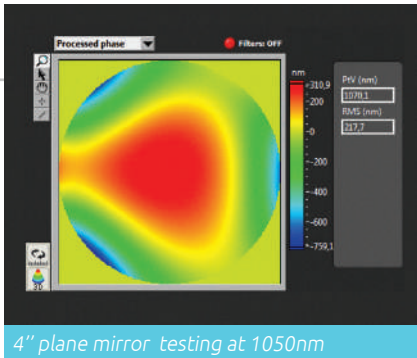 Processed phase
Filters: OFF
nm
310,9
200
-0
-200
-400
-600
-759,1
PtV (nm)
1070,1
RMS (nm)
217,7
3D
4" plane mirror testing at 1050nm